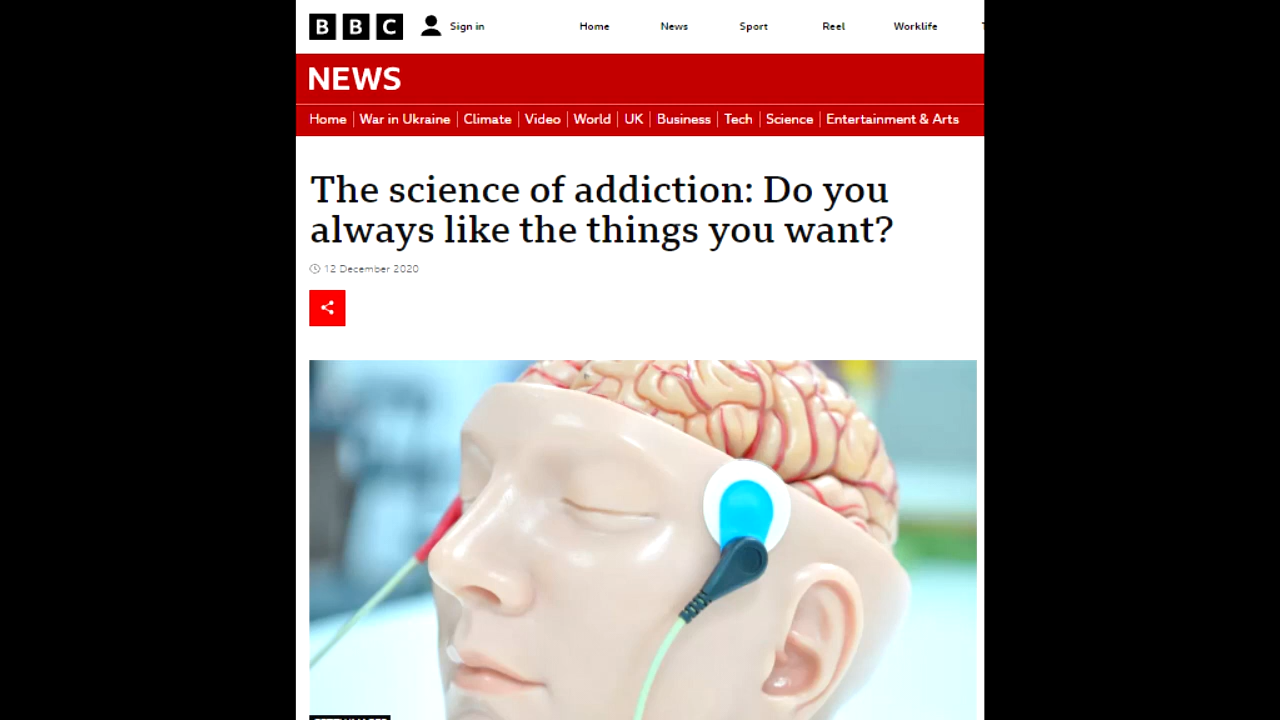 BBC Sign in Home News Sport Reel Worklife
NEWS
Home War in Ukraine Climate Video World UK Business Tech Science Entertainment & Arts
The science of addiction: Do you
always like the things you want?
12 December 2020